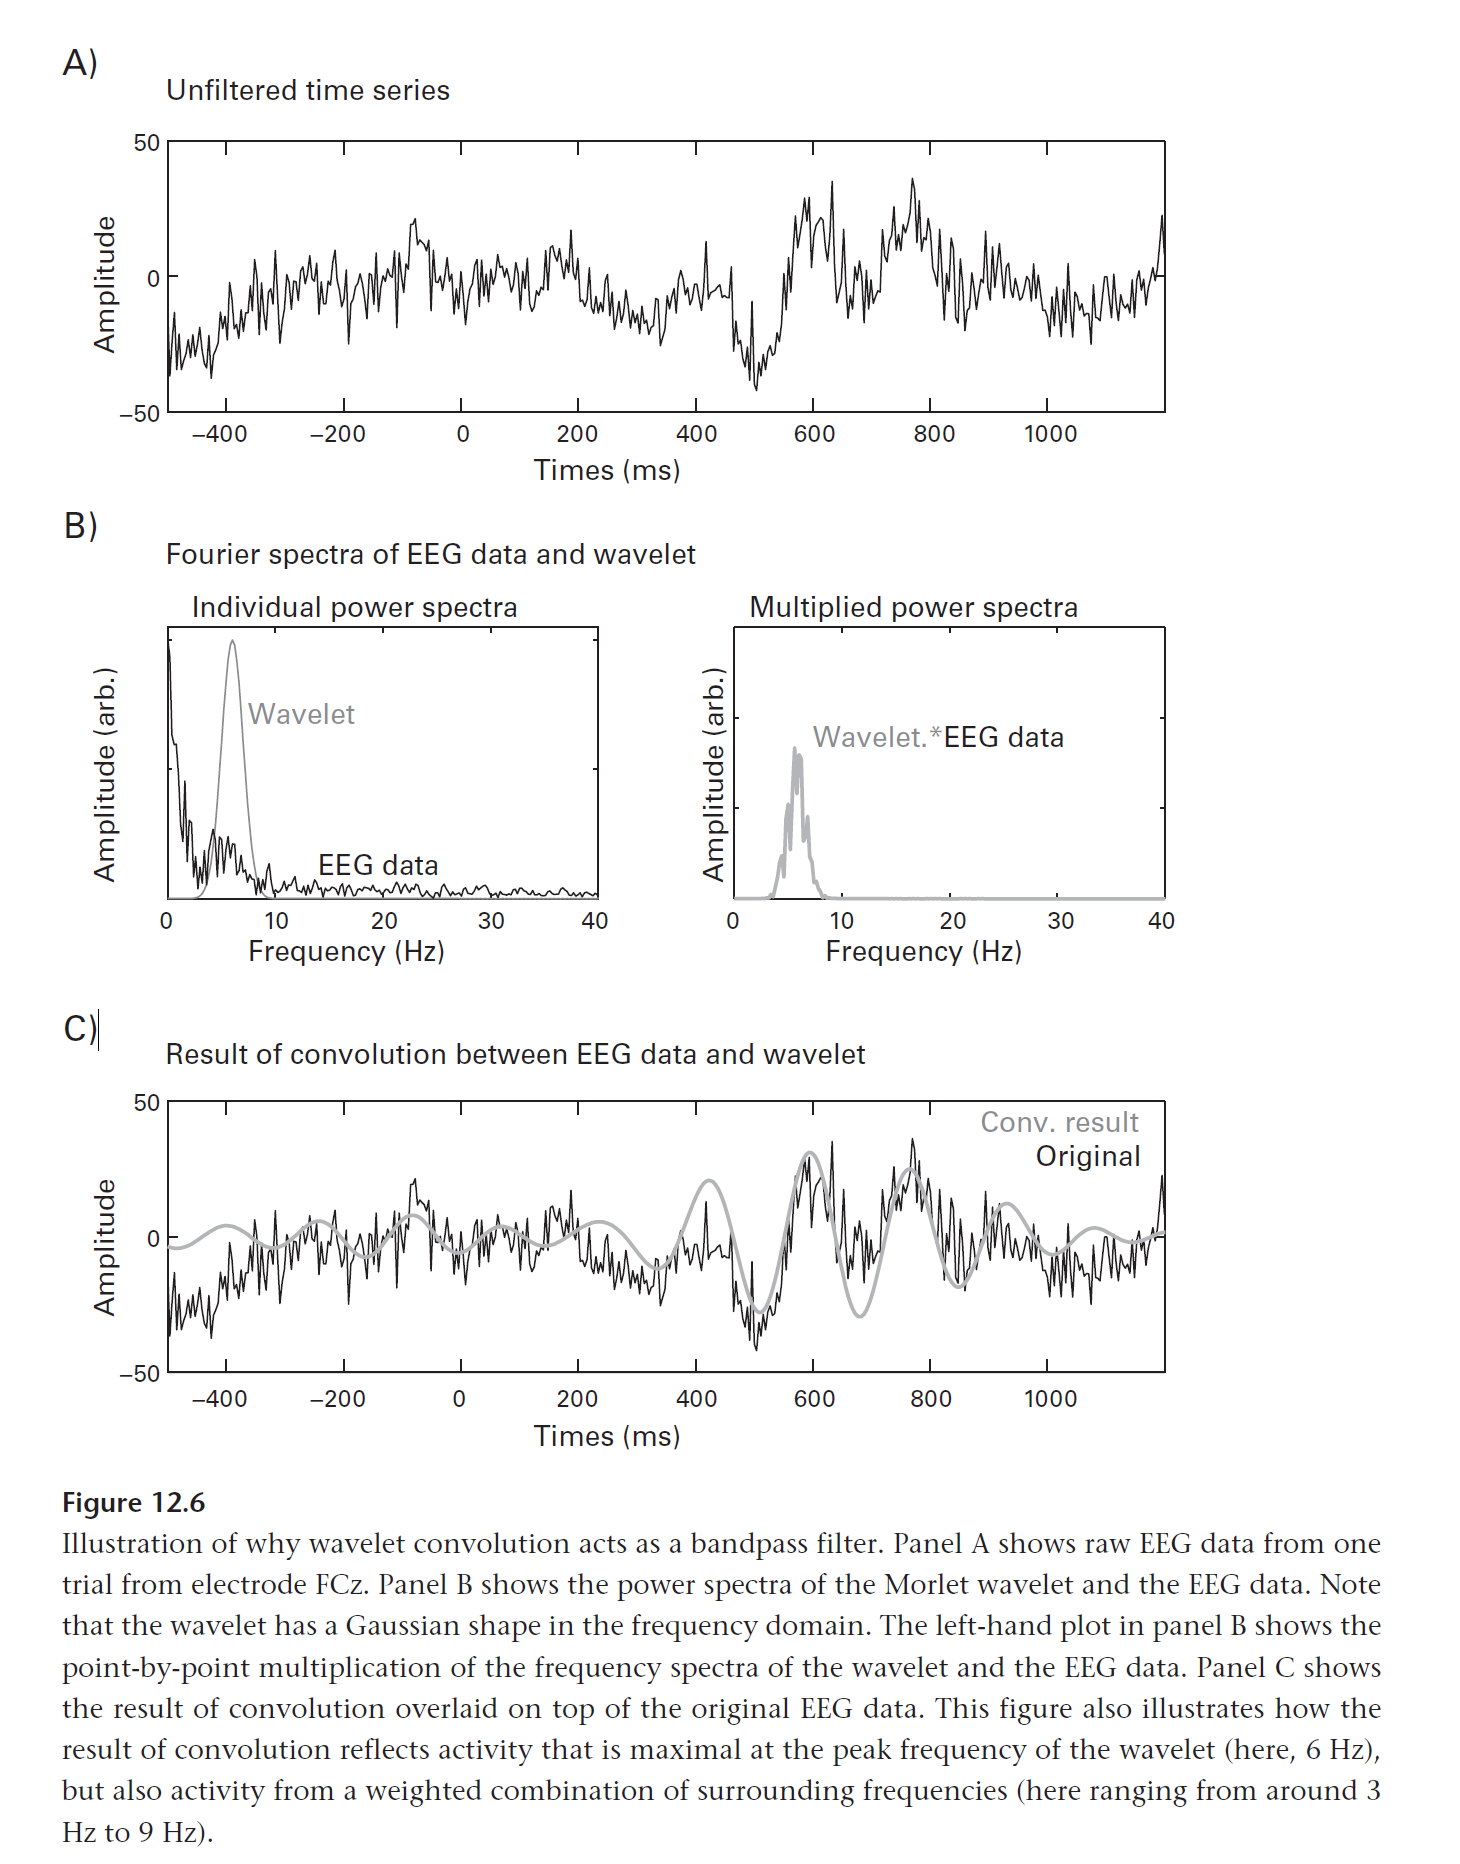 A)
Unfiltered time series
50
0
−50
Amplitude
−400 −200 0 200 400 600 800 1000
Times (ms)
B)
Fourier spectra of EEG data and wavelet
Individual power spectra
Wavelet
EEG data
Amplitude (arb.)
0 10 20 30 40
Frequency (Hz)
Multiplied power spectra
Wavelet.*EEG data
Amplitude (arb.)
0 10 20 30 40
Frequency (Hz)
C)
Result of convolution between EEG data and wavelet
50
0
−50
Amplitude
Conv. result
Original
−400 −200 0 200 400 600 800 1000
Times (ms)
Figure 12.6
Illustration of why wavelet convolution acts as a bandpass filter. Panel A shows raw EEG data from one
trial from electrode FCz. Panel B shows the power spectra of the Morlet wavelet and the EEG data. Note
that the wavelet has a Gaussian shape in the frequency domain. The left-hand plot in panel B shows the
point-by-point multiplication of the frequency spectra of the wavelet and the EEG data. Panel C shows
the result of convolution overlaid on top of the original EEG data. This figure also illustrates how the
result of convolution reflects activity that is maximal at the peak frequency of the wavelet (here, 6 Hz),
but also activity from a weighted combination of surrounding frequencies (here ranging from around 3
Hz to 9 Hz).